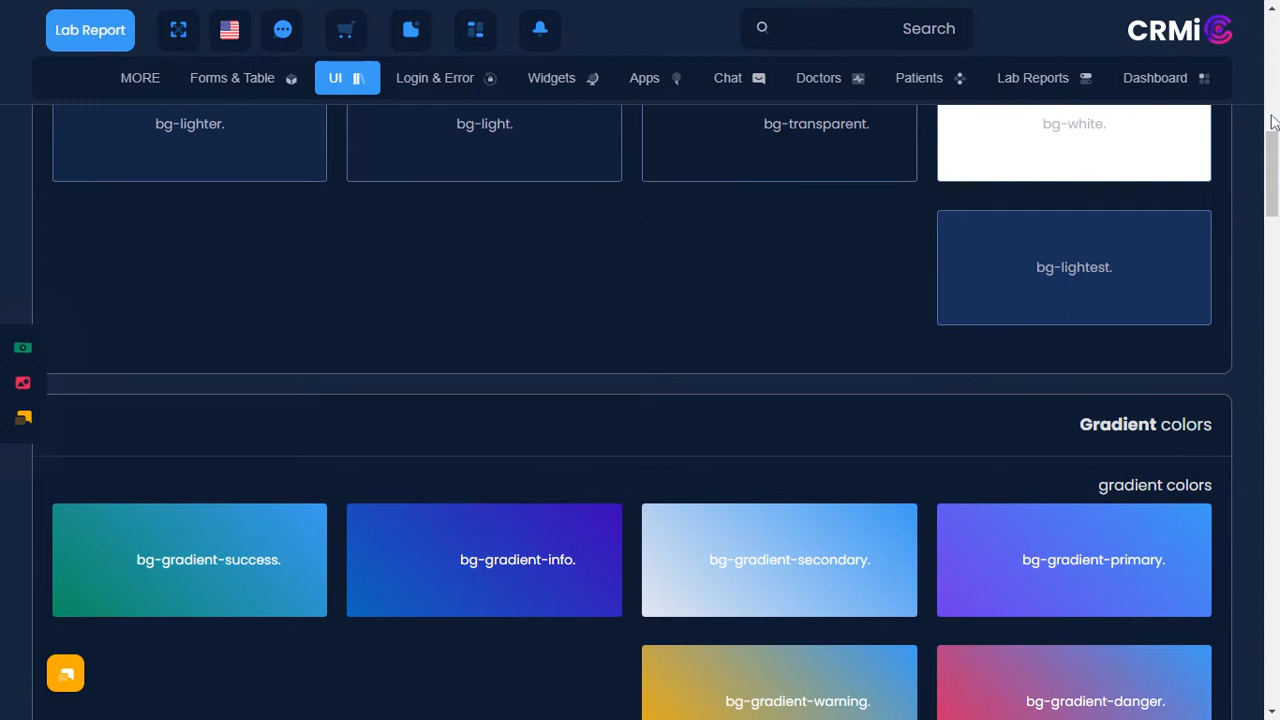 Lab Report
Search
CRMi
MORE
Forms & Table
UI
Login & Error
Widgets
Apps
Chat
Doctors
Patients
Lab Reports
Dashboard
bg-lighter.
bg-light.
bg-transparent.
bg-white.
bg-lightest.
Gradient colors
gradient colors
bg-gradient-success.
bg-gradient-info.
bg-gradient-secondary.
bg-gradient-primary.
bg-gradient-warning.
bg-gradient-danger.